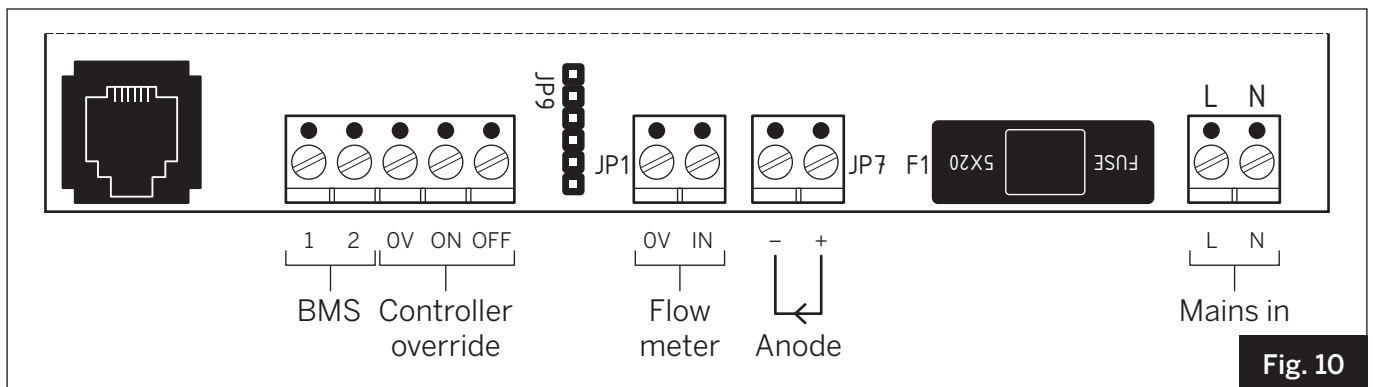 L N
JP9
JP1
JP7 F1
5X20
FUSE
1 2 0V ON OFF
0V IN
– +
L N
BMS
Controller
override
Flow
meter
Anode
Mains in
Fig. 10